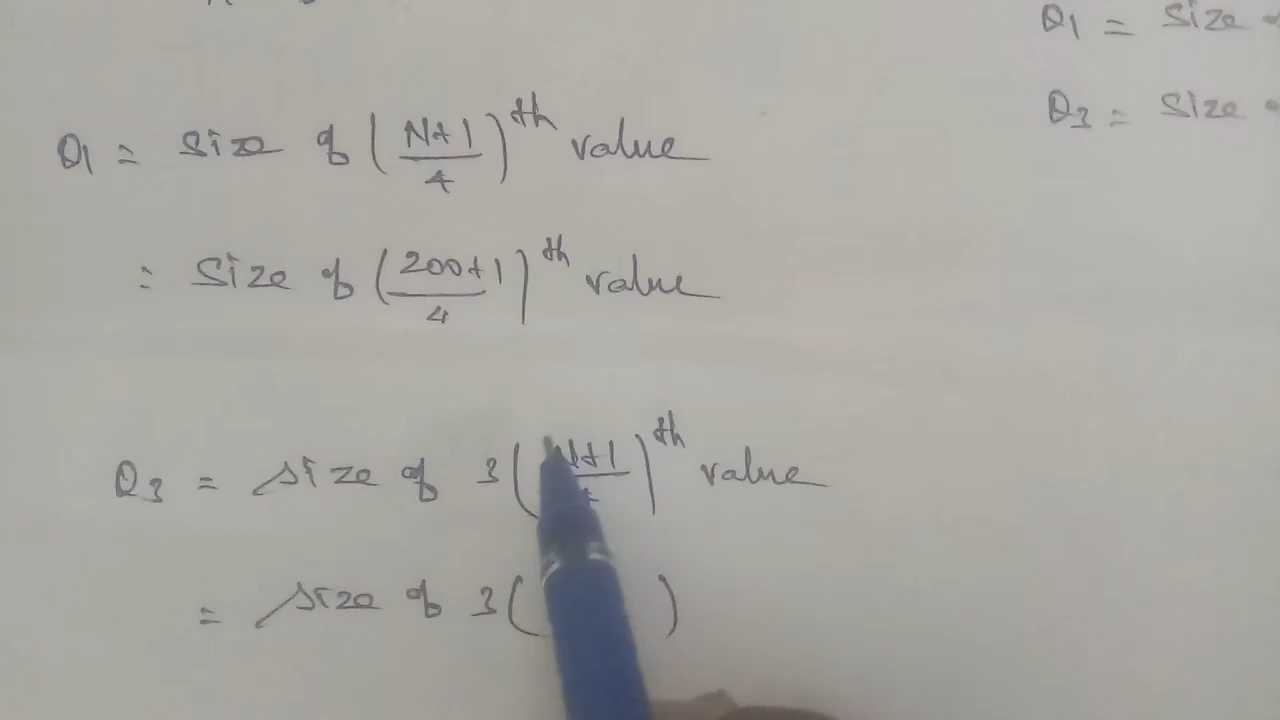 Q1 = Size of (N+1/4)th value
= Size of (200+1/4)th value
Q3 = Size of 3(N+1/4)th value
= Size of 3( )
Q1 = Size
Q3 = Size